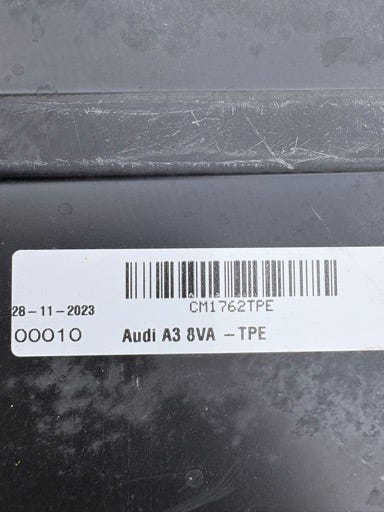 CM1762TPE
28-11-2023
00010 Audi A3 8VA -TPE